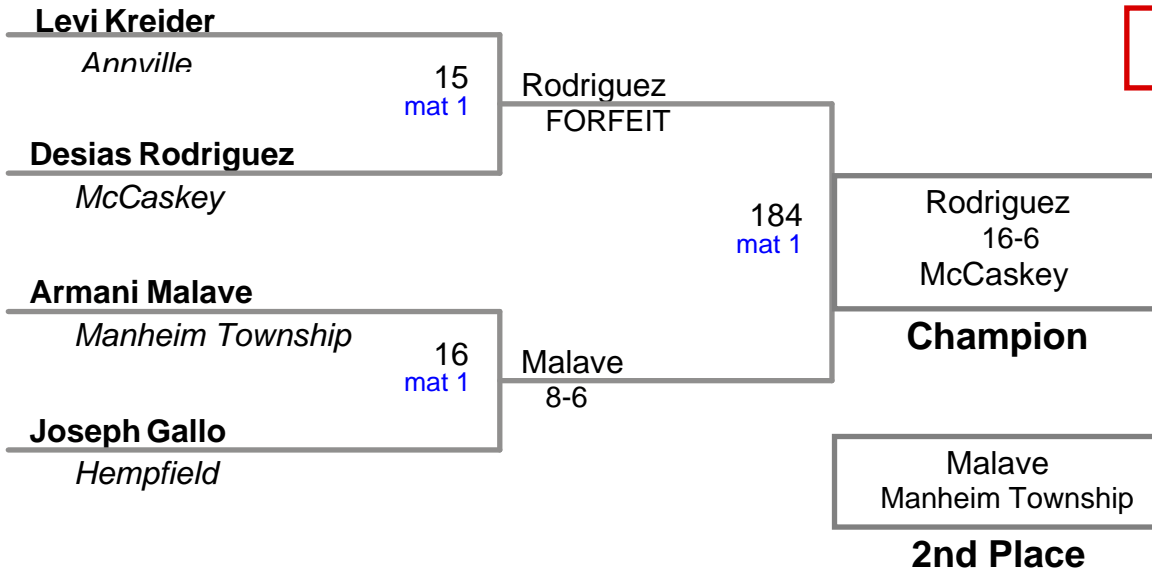 Levi Kreider
Annville
15
mat 1
Rodriguez
FORFEIT
Desias Rodriguez
McCaskey
184
mat 1
Rodriguez
16-6
McCaskey
Champion
Armani Malave
Manheim Township
16
mat 1
Malave
8-6
Joseph Gallo
Hempfield
Malave
Manheim Township
2nd Place